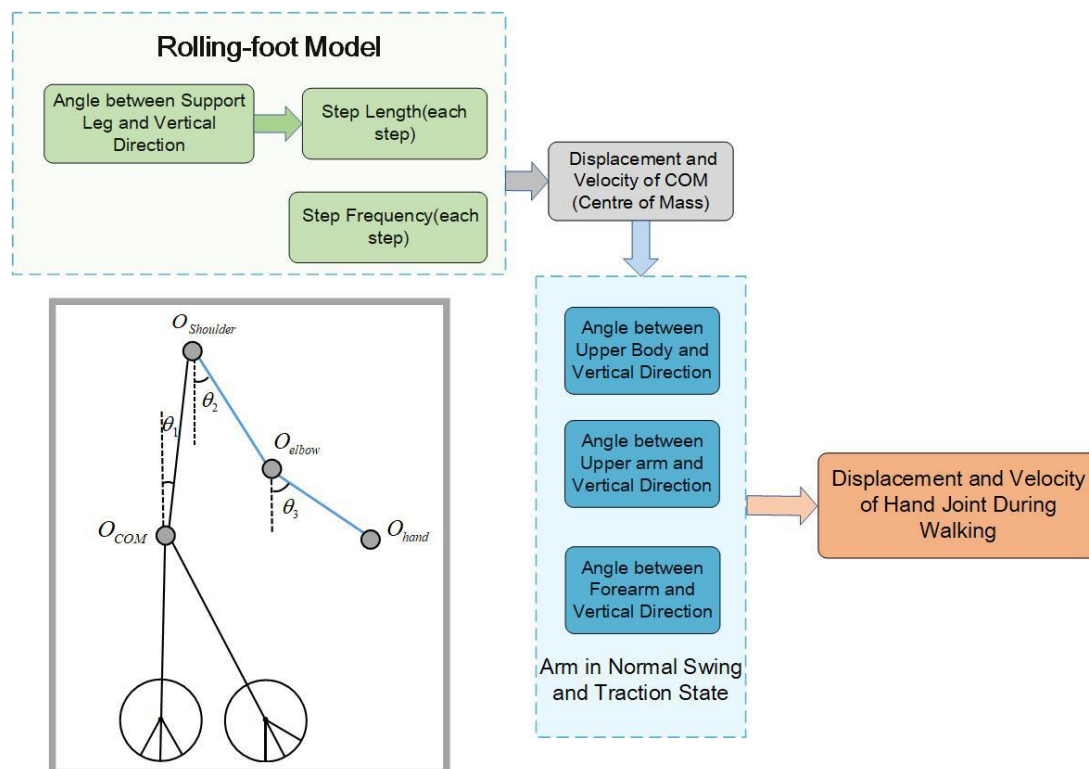 Rolling-foot Model
Angle between Support
Leg and Vertical
Direction
Step Length(each
step)
Step Frequency(each
step)
Displacement and
Velocity of COM
(Centre of Mass)
Angle between
Upper Body and
Vertical Direction
Angle between
Upper arm and
Vertical Direction
Angle between
Forearm and
Vertical Direction
Arm in Normal Swing
and Traction State
Displacement and Velocity
of Hand Joint During
Walking
O_Shoulder
θ_2
θ_1
O_elbow
θ_3
O_COM
O_hand